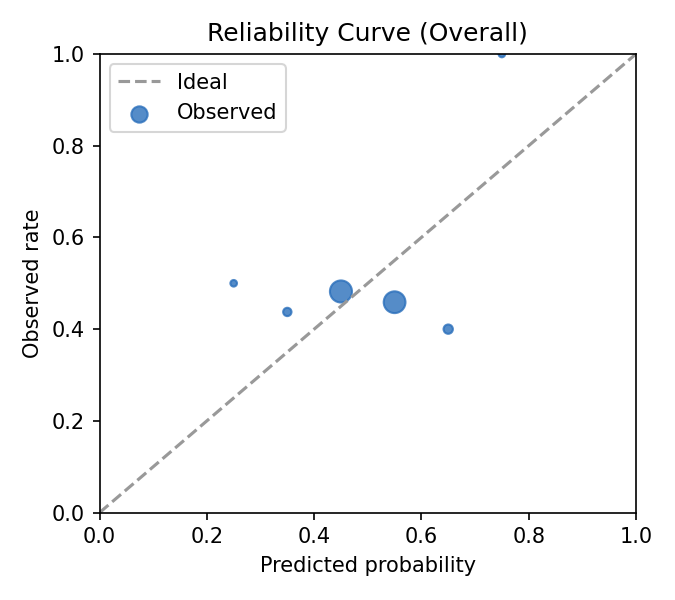 Reliability Curve (Overall)
Ideal
Observed
Observed rate
1.0
0.8
0.6
0.4
0.2
0.0
0.0 0.2 0.4 0.6 0.8 1.0
Predicted probability